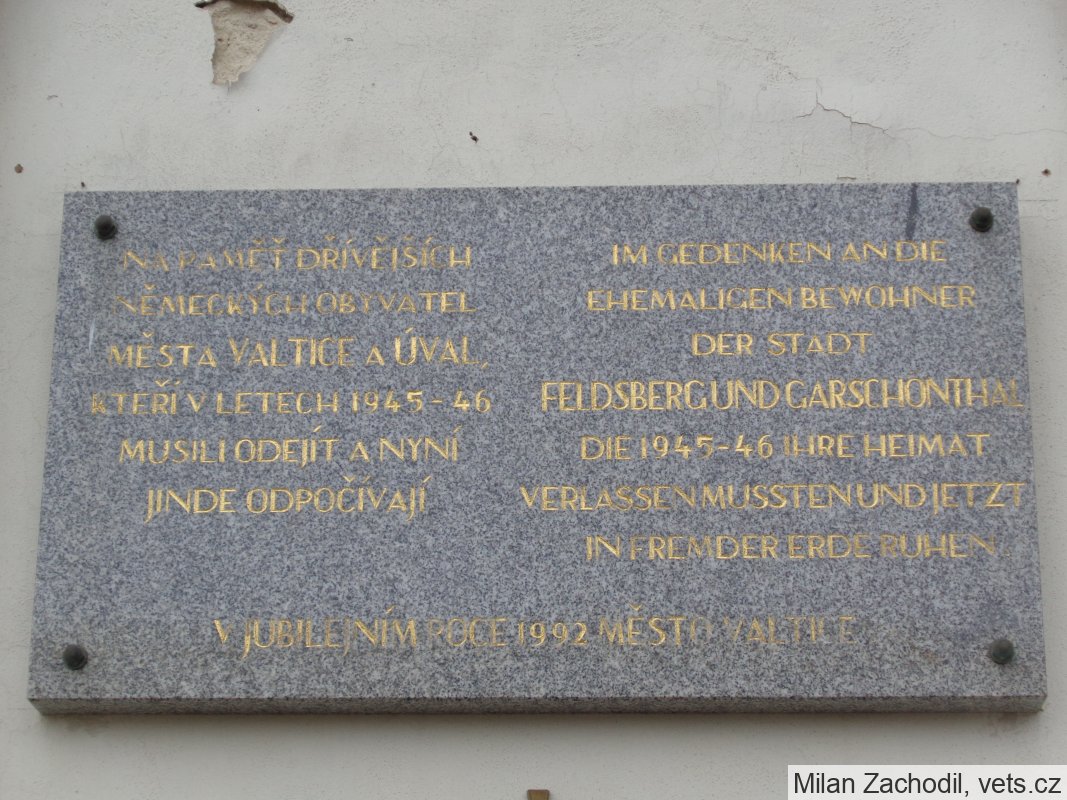 NA PAMĚŤ DŘÍVĚJŠÍCH
NĚMECKÝCH OBYVATEL
MĚSTA VALTICE A ÚVAL,
KTEŘÍ V LETECH 1945-46
MUSILI ODEJÍT A NYNÍ
JINDE ODPOČÍVAJÍ
IM GEDENKEN AN DIE
EHEMALIGEN BEWOHNER
DER STADT
FELDSBERG UND GARSCHÖNTHAL
DIE 1945-46 IHRE HEIMAT
VERLASSEN MUSSTEN UND JETZT
IN FREMDER ERDE RUHEN.
V JUBILEJNÍM ROCE 1992 MĚSTO VALTICE
Milan Zachodil, vets.cz